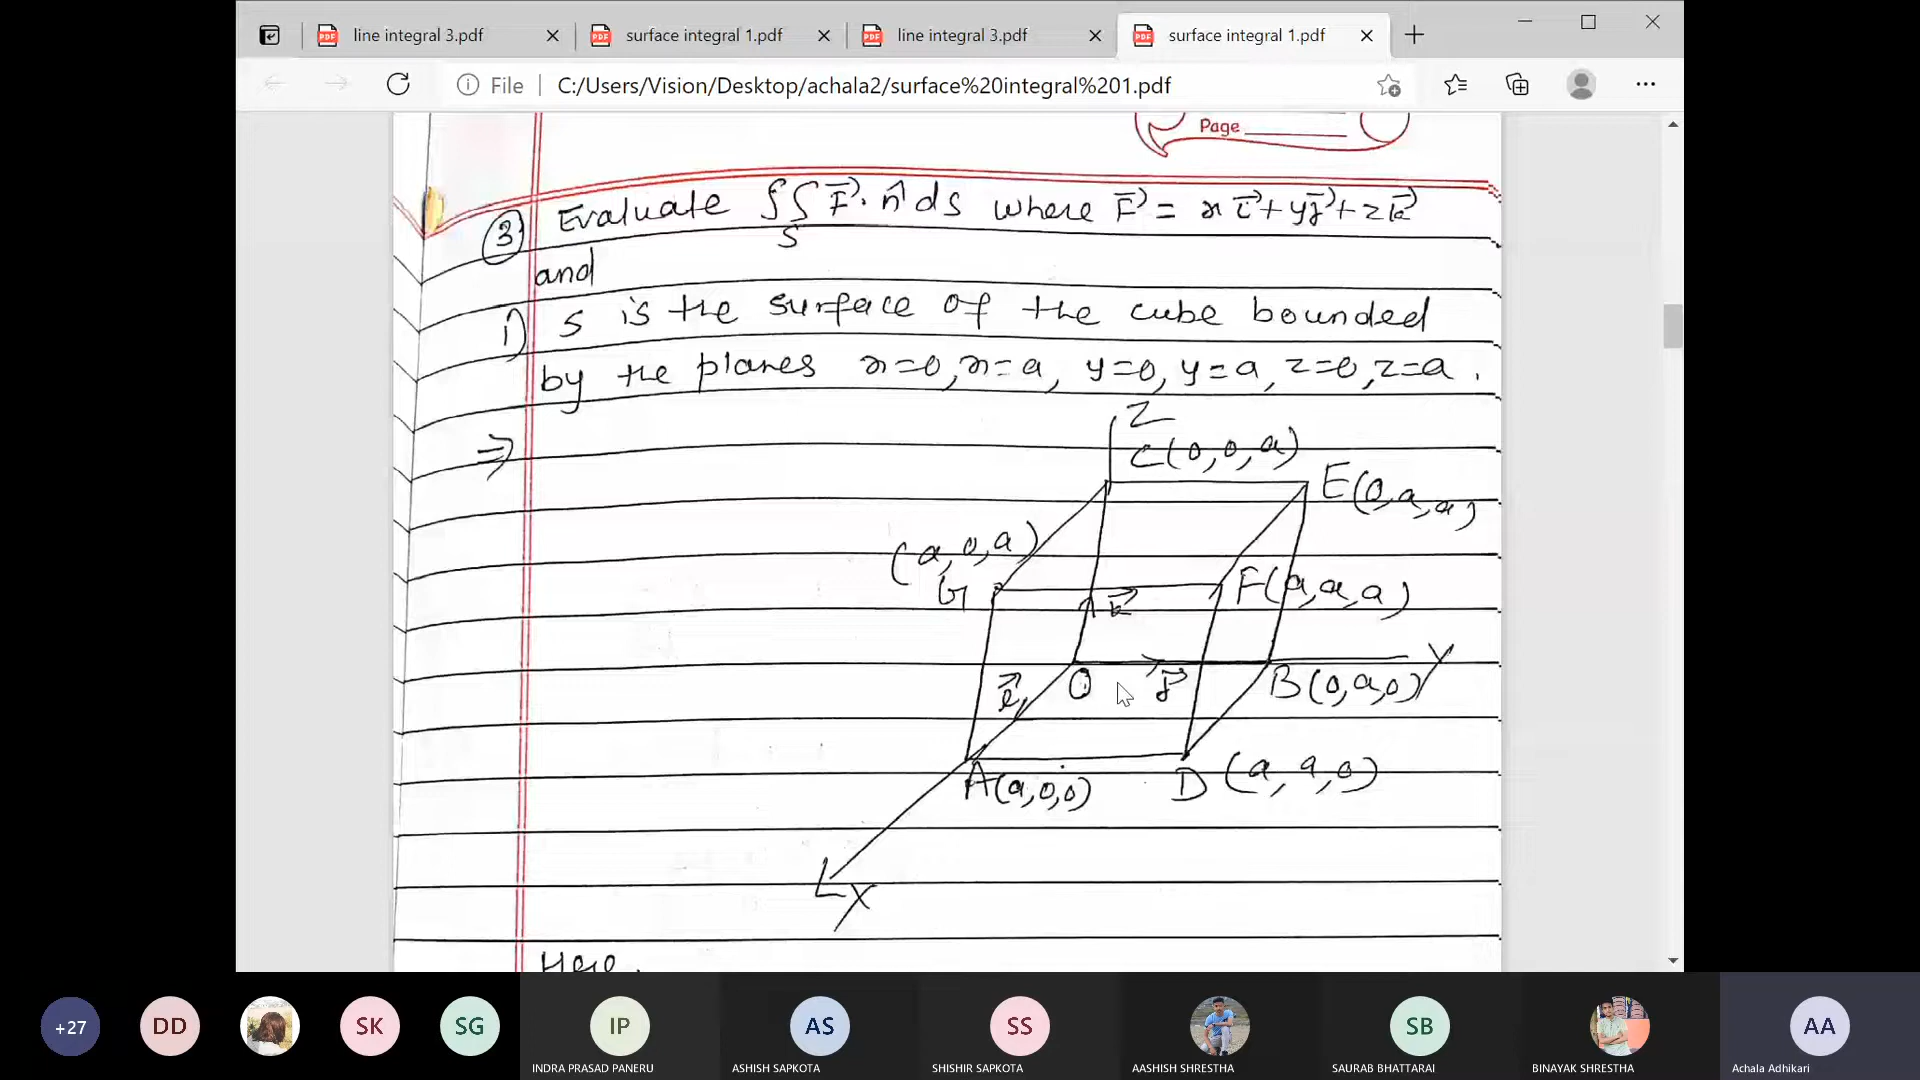 line integral 3.pdf
surface integral 1.pdf
line integral 3.pdf
surface integral 1.pdf
File
C:/Users/Vision/Desktop/achala2/surface%20integral%201.pdf
Page
③ Evaluate ∬ F⃗. n̂ ds where F⃗ = x i⃗ + y j⃗ + z k⃗
S
and
i) S is the surface of the cube bounded
by the planes x=0, x=a, y=0, y=a, z=0, z=a.
⇒
Z
C(0,0,a)
E(0,a,a)
(a,0,a)
G
k⃗
F(a,a,a)
Y
i⃗
O
j⃗
B(0,a,0)
A(a,0,0)
D (a, a, 0)
X
Here,
+27
DD
SK
SG
IP
AS
SS
SB
AA
INDRA PRASAD PANERU
ASHISH SAPKOTA
SHISHIR SAPKOTA
AASHISH SHRESTHA
SAURAB BHATTARAI
BINAYAK SHRESTHA
Achala Adhikari